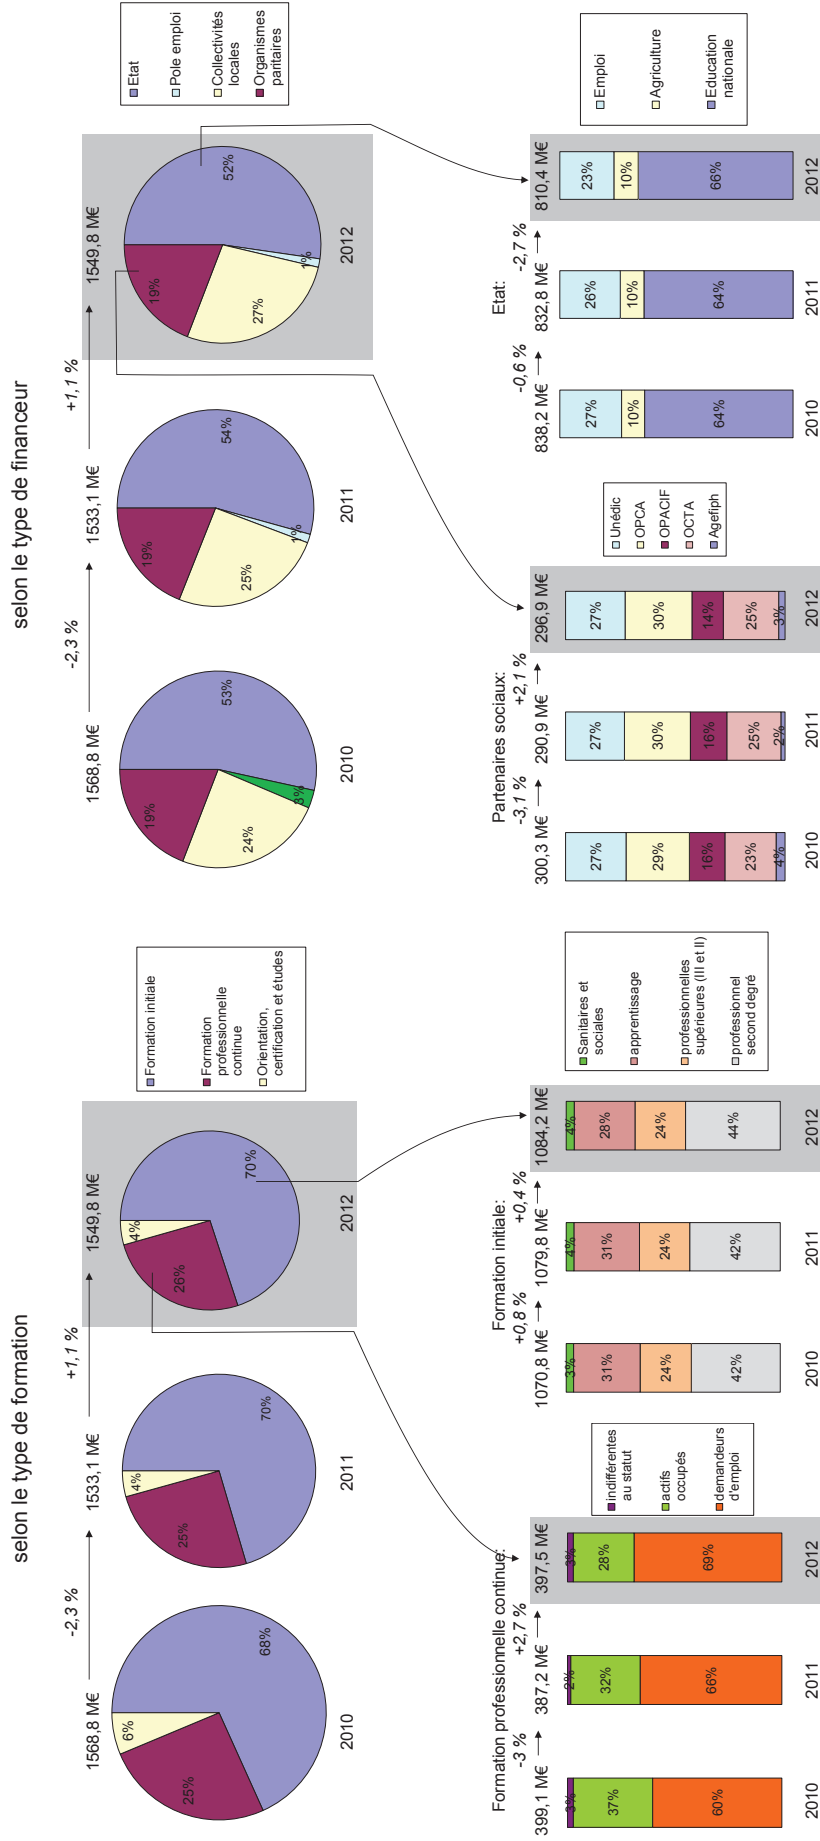 selon le type de formation
-2,3 %
+1,1 %
1568,8 M€
1533,1 M€
1549,8 M€
6%
25%
68%
2010
4%
25%
70%
2011
4%
26%
70%
2012
Formation initiale
Formation
professionnelle
continue
Orientation,
certification et études
Formation professionnelle continue:
-3 %
+2,7 %
399,1 M€
387,2 M€
397,5 M€
3%
37%
60%
2010
2%
32%
66%
2011
3%
28%
69%
2012
indifférentes
au statut
actifs
occupés
demandeurs
d'emploi
Formation initiale:
+0,8 %
+0,4 %
1070,8 M€
1079,8 M€
1084,2 M€
3%
31%
24%
42%
2010
4%
31%
24%
42%
2011
4%
28%
24%
44%
2012
Sanitaires et
sociales
apprentissage
professionnelles
supérieures (III et II)
professionnel
second degré
selon le type de financeur
-2,3 %
+1,1 %
1568,8 M€
1533,1 M€
1549,8 M€
19%
53%
24%
3%
2010
19%
54%
25%
1%
2011
19%
52%
27%
1%
2012
Etat
Pole emploi
Collectivités
locales
Organismes
paritaires
Partenaires sociaux:
-3,1 %
+2,1 %
300,3 M€
290,9 M€
296,9 M€
27%
29%
16%
23%
4%
2010
27%
30%
16%
25%
2%
2011
27%
30%
14%
25%
3%
2012
Unédic
OPCA
OPACIF
OCTA
Agefiph
Etat:
-0,6 %
-2,7 %
838,2 M€
832,8 M€
810,4 M€
27%
10%
64%
2010
26%
10%
64%
2011
23%
10%
66%
2012
Emploi
Agriculture
Education
nationale